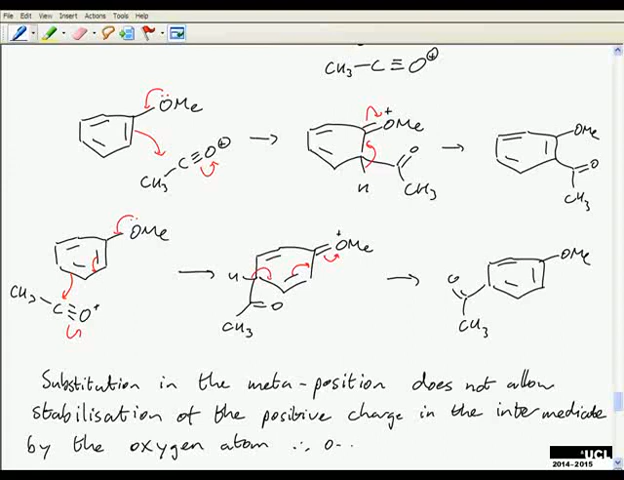 File Edit View Insert Actions Tools Help
CH₃—C≡O⊕
OMe
CH₃ C≡O⊕
+
OMe
H
O
CH₃
OMe
O
CH₃
OMe
CH₃ C≡O+
+
OMe
H
O
CH₃
OMe
O
CH₃
Substitution in the meta-position does not allow
stabilisation of the positive charge in the intermediate
by the oxygen atom ∴ o-
UCL
2014-2015